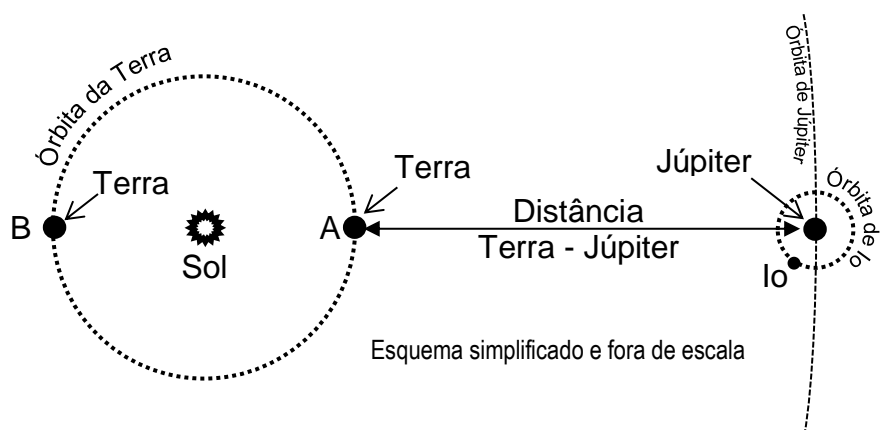 Órbita da Terra
Terra
B
Sol
Terra
A
Distância
Terra - Júpiter
Júpiter
Órbita de Júpiter
Órbita de Io
Io
Esquema simplificado e fora de escala